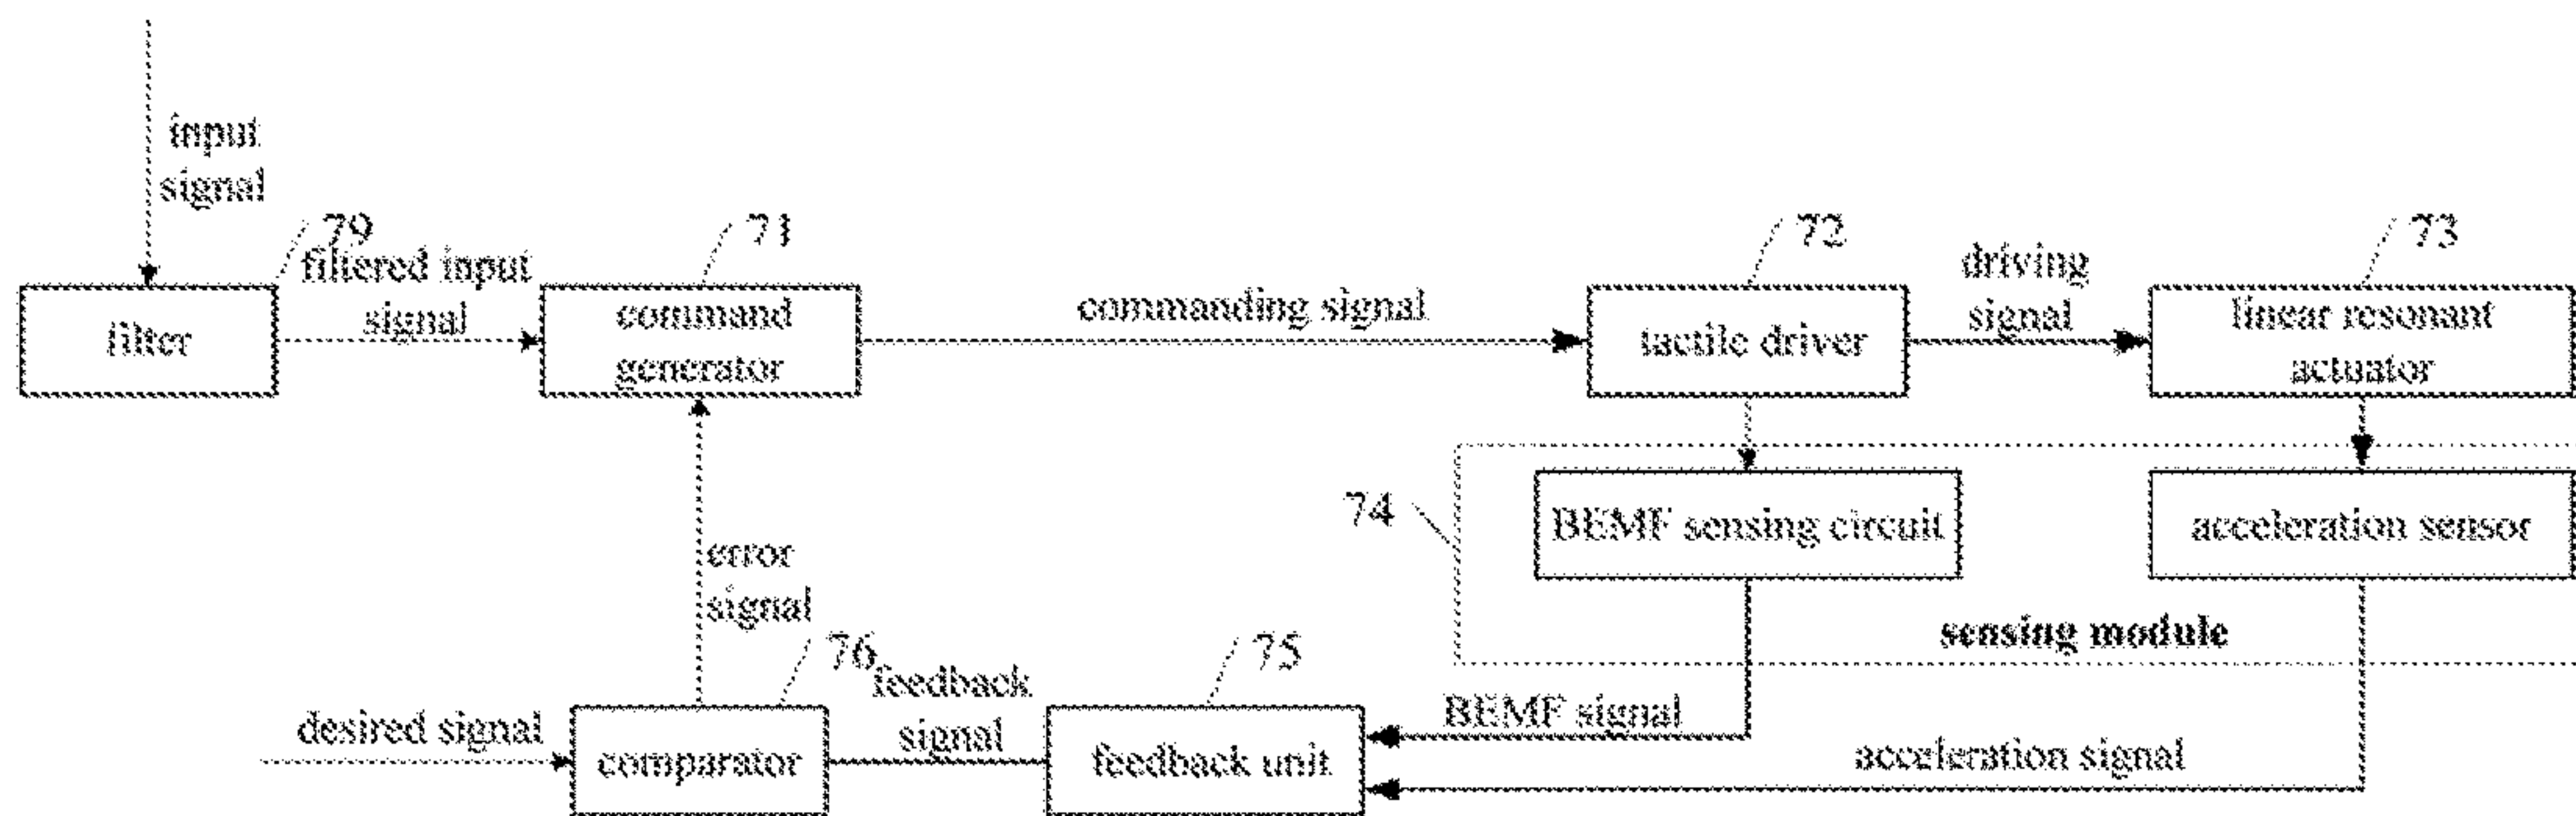 input
signal
79
71
72
73
filtered input
signal
driving
signal
filter
command
generator
commanding signal
tactile driver
linear resonant
actuator
74
BEMF sensing circuit
acceleration sensor
error
signal
sensing module
76
75
feedback
signal
desired signal
comparator
feedback unit
BEMF signal
acceleration signal